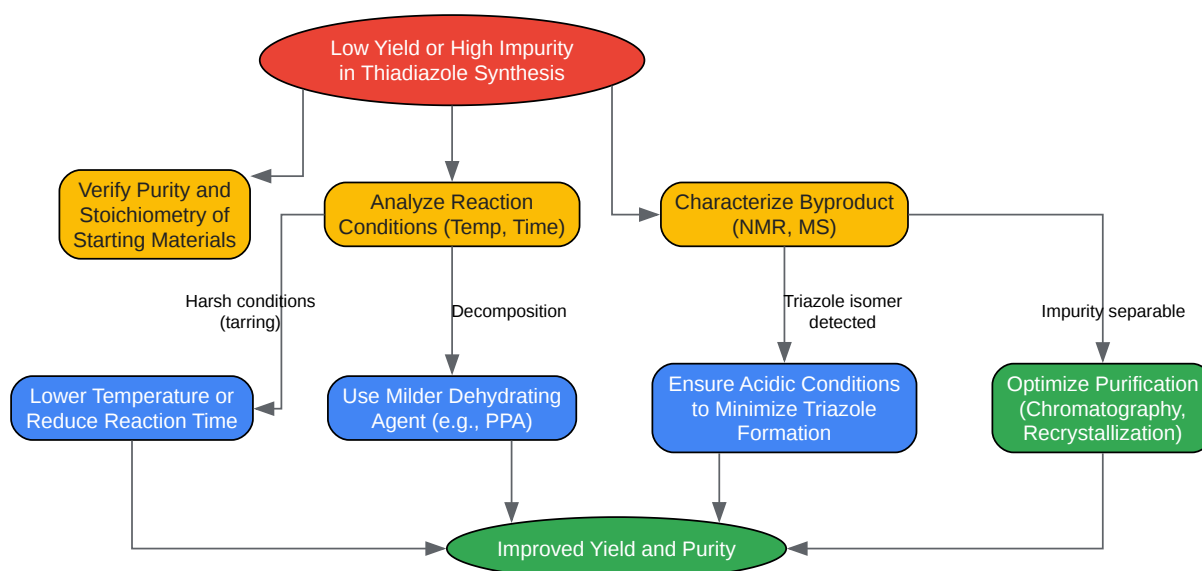 Low Yield or High Impurity
in Thiadiazole Synthesis
Verify Purity and
Stoichiometry of
Starting Materials
Analyze Reaction
Conditions (Temp, Time)
Characterize Byproduct
(NMR, MS)
Harsh conditions
(tarring)
Decomposition
Triazole isomer
detected
Impurity separable
Lower Temperature or
Reduce Reaction Time
Use Milder Dehydrating
Agent (e.g., PPA)
Ensure Acidic Conditions
to Minimize Triazole
Formation
Optimize Purification
(Chromatography,
Recrystallization)
Improved Yield and Purity